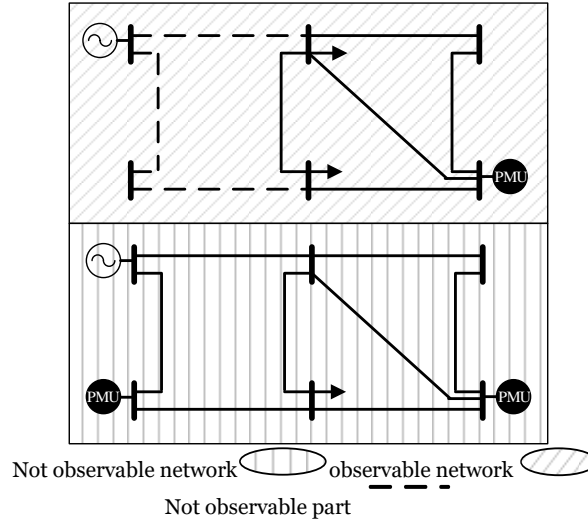 PMU
PMU
PMU
Not observable network observable network
Not observable part